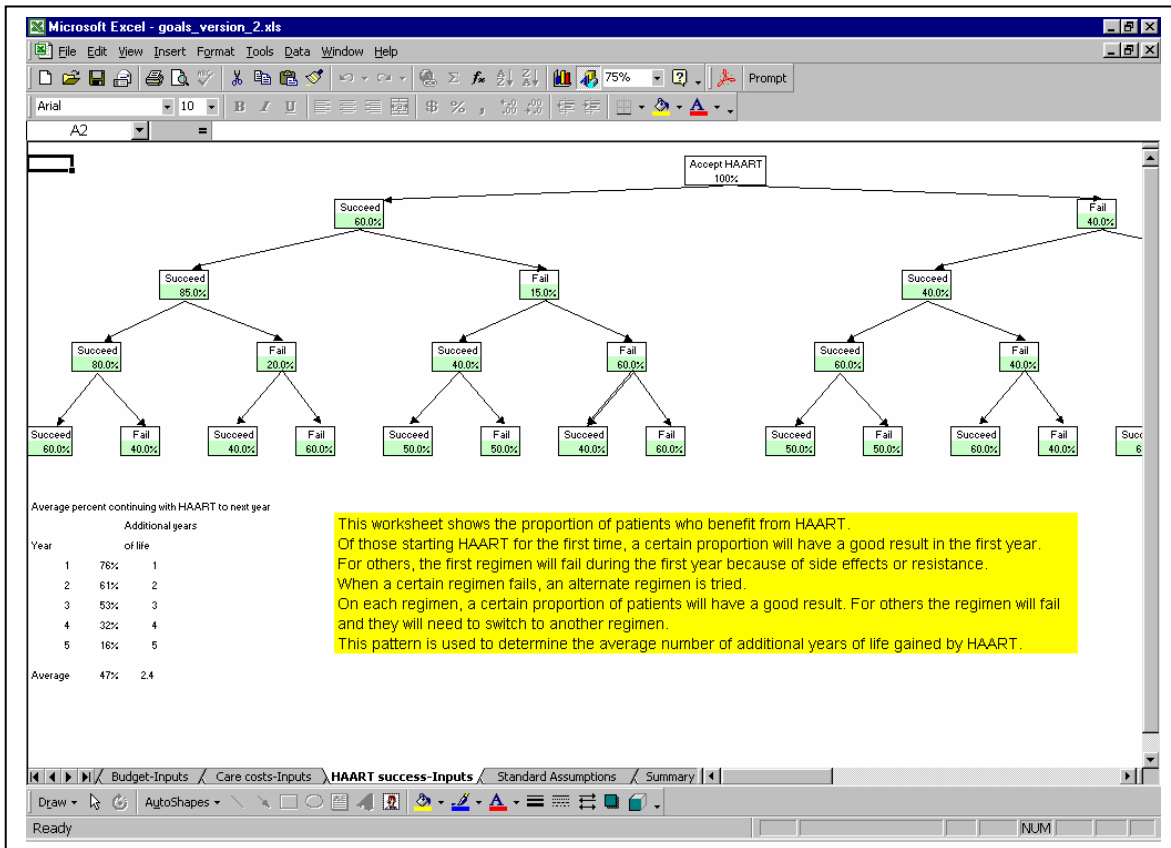 Microsoft Excel - goals_version_2.xls
File Edit View Insert Format Tools Data Window Help
75% Prompt
Arial 10 B I U $ % ,
A2 =
Accept HAART
100%
Succeed Fail
60.0% 40.0%
Succeed Fail Succeed
85.0% 15.0% 40.0%
Succeed Fail Succeed Fail Succeed Fail
80.0% 20.0% 40.0% 60.0% 60.0% 40.0%
Succeed Fail Succeed Fail Succeed Fail Succeed Fail Succeed Fail Succeed Fail Succ
60.0% 40.0% 40.0% 60.0% 50.0% 50.0% 40.0% 60.0% 50.0% 50.0% 60.0% 40.0% 6
Average percent continuing with HAART to next year
Additional years
Year of life
1 76% 1
2 61% 2
3 53% 3
4 32% 4
5 16% 5
Average 47% 2.4
This worksheet shows the proportion of patients who benefit from HAART.
Of those starting HAART for the first time, a certain proportion will have a good result in the first year.
For others, the first regimen will fail during the first year because of side effects or resistance.
When a certain regimen fails, an alternate regimen is tried.
On each regimen, a certain proportion of patients will have a good result. For others the regimen will fail
and they will need to switch to another regimen.
This pattern is used to determine the average number of additional years of life gained by HAART.
Budget-Inputs Care costs-Inputs HAART success-Inputs Standard Assumptions Summary
Draw AutoShapes
Ready NUM